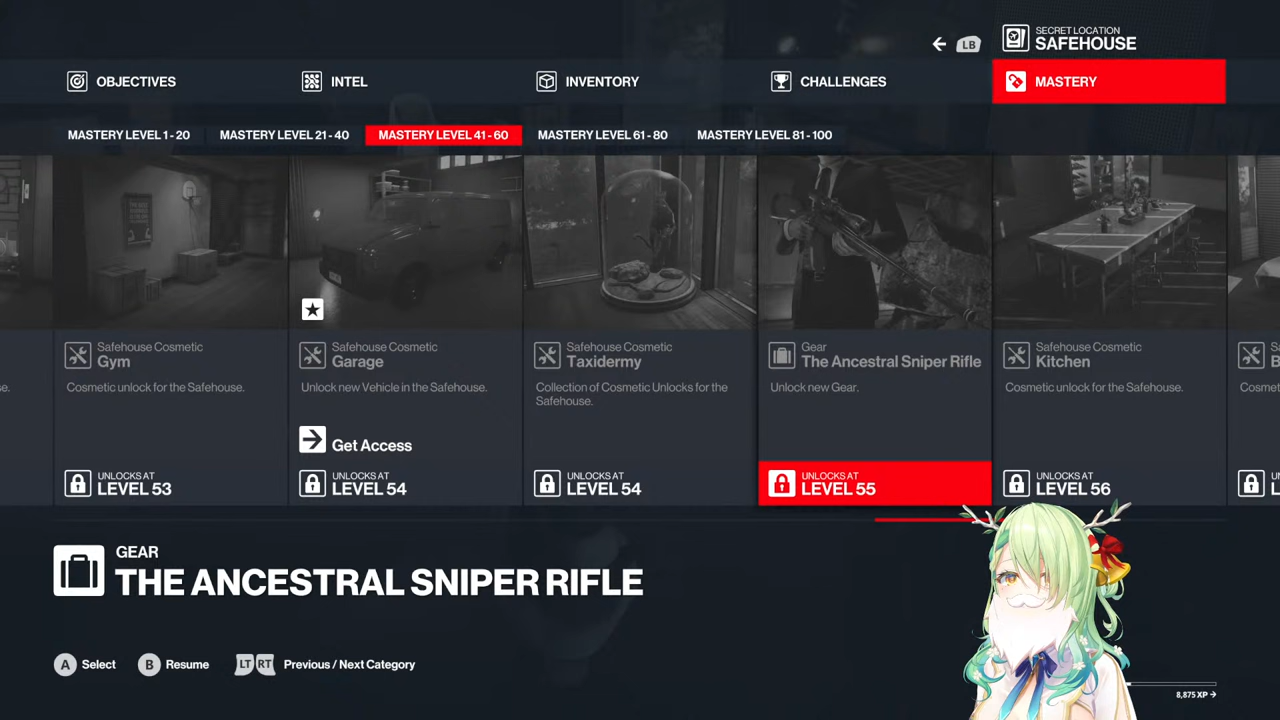 SECRET LOCATION
LB SAFEHOUSE
OBJECTIVES INTEL INVENTORY CHALLENGES MASTERY
MASTERY LEVEL 1 - 20 MASTERY LEVEL 21 - 40 MASTERY LEVEL 41 - 60 MASTERY LEVEL 61 - 80 MASTERY LEVEL 81 - 100
Safehouse Cosmetic
Gym
Cosmetic unlock for the Safehouse.
UNLOCKS AT
LEVEL 53
Safehouse Cosmetic
Garage
Unlock new Vehicle in the Safehouse.
Get Access
UNLOCKS AT
LEVEL 54
Safehouse Cosmetic
Taxidermy
Collection of Cosmetic Unlocks for the
Safehouse.
UNLOCKS AT
LEVEL 54
Gear
The Ancestral Sniper Rifle
Unlock new Gear.
UNLOCKS AT
LEVEL 55
Safehouse Cosmetic
Kitchen
Cosmetic unlock for the Safehouse.
UNLOCKS AT
LEVEL 56
GEAR
THE ANCESTRAL SNIPER RIFLE
A Select B Resume LT RT Previous / Next Category
8,875 XP